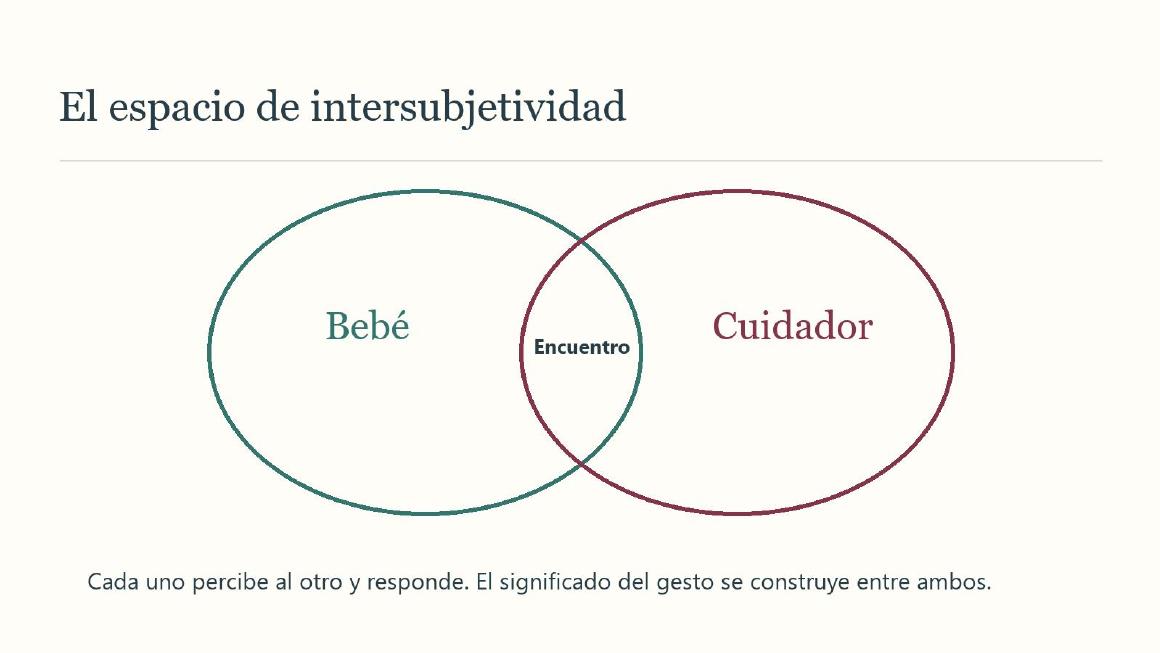 El espacio de intersubjetividad
Bebé
Cuidador
Encuentro
Cada uno percibe al otro y responde. El significado del gesto se construye entre ambos.